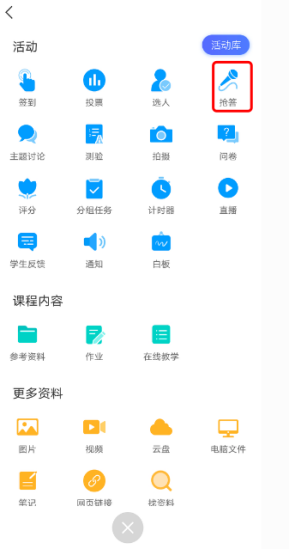 活动
活动库
签到 投票 选人 抢答
主题讨论 测验 拍摄 问卷
评分 分组任务 计时器 直播
学生反馈 通知 白板
课程内容
参考资料 作业 在线教学
更多资料
图片 视频 云盘 电脑文件
笔记 网页链接 搜资料